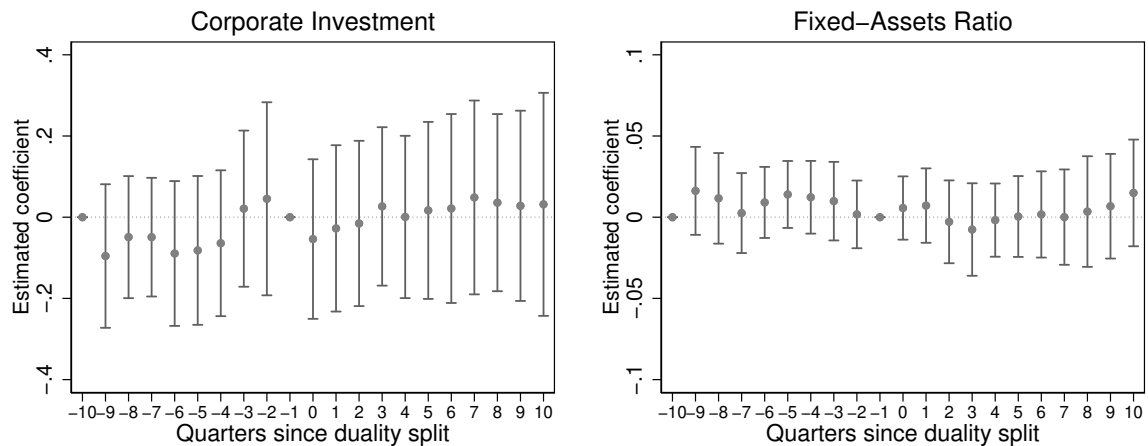 Corporate Investment
Estimated coefficient
.4
.2
0
-.2
-.4
-10 -9 -8 -7 -6 -5 -4 -3 -2 -1 0 1 2 3 4 5 6 7 8 9 10
Quarters since duality split
Fixed-Assets Ratio
Estimated coefficient
.1
.05
0
-.05
-.1
-10 -9 -8 -7 -6 -5 -4 -3 -2 -1 0 1 2 3 4 5 6 7 8 9 10
Quarters since duality split